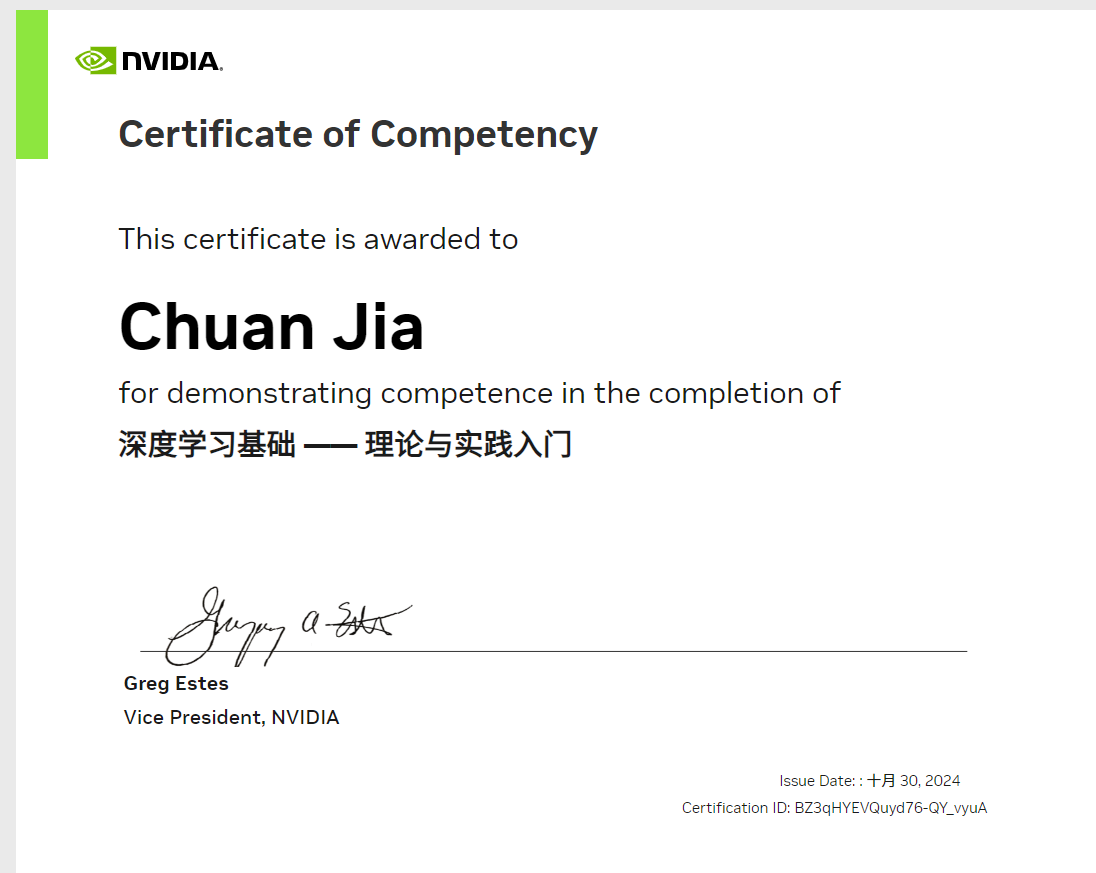 NVIDIA.
Certificate of Competency
This certificate is awarded to
Chuan Jia
for demonstrating competence in the completion of
深度学习基础 —— 理论与实践入门
Gregory A Estes
Greg Estes
Vice President, NVIDIA
Issue Date: : 十月 30, 2024
Certification ID: BZ3qHYEVQuyd76-QY_vyuA